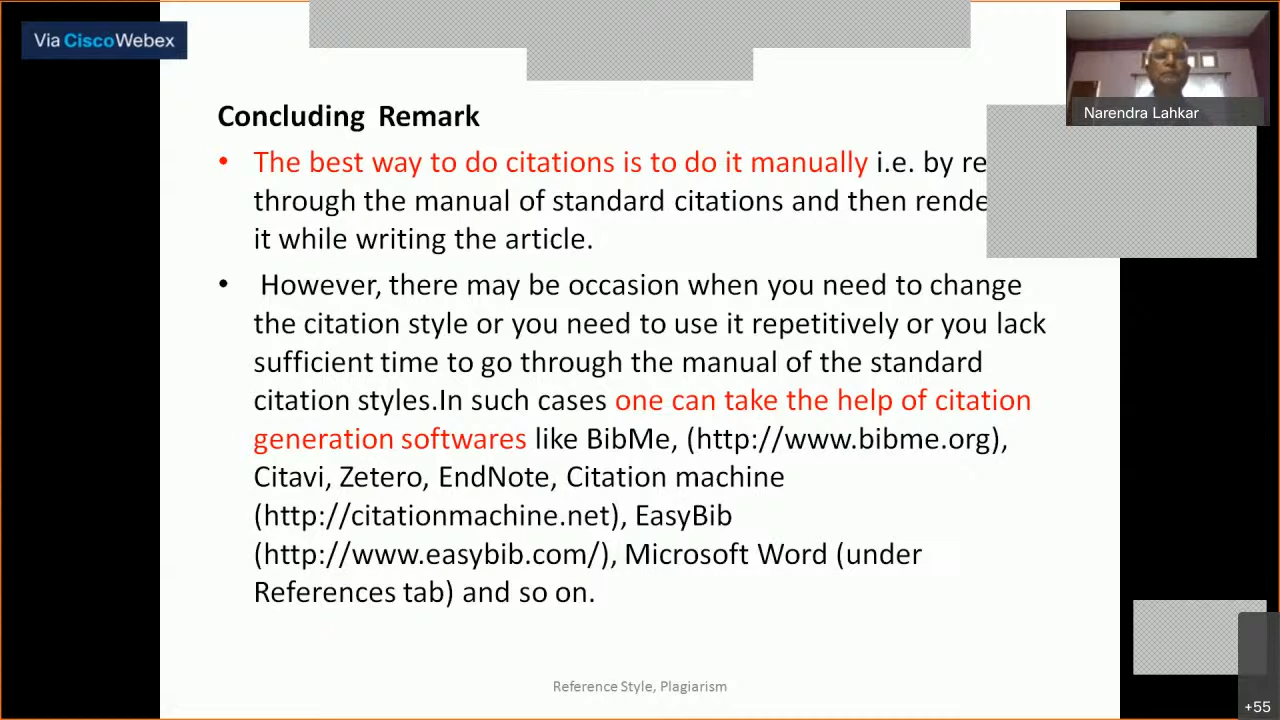 Via CiscoWebex
Narendra Lahkar
Concluding Remark
• The best way to do citations is to do it manually i.e. by
through the manual of standard citations and then
it while writing the article.
• However, there may be occasion when you need to change
the citation style or you need to use it repetitively or you lack
sufficient time to go through the manual of the standard
citation styles.In such cases one can take the help of citation
generation softwares like BibMe, (http://www.bibme.org),
Citavi, Zetero, EndNote, Citation machine
(http://citationmachine.net), EasyBib
(http://www.easybib.com/), Microsoft Word (under
References tab) and so on.
Reference Style, Plagiarism
+55